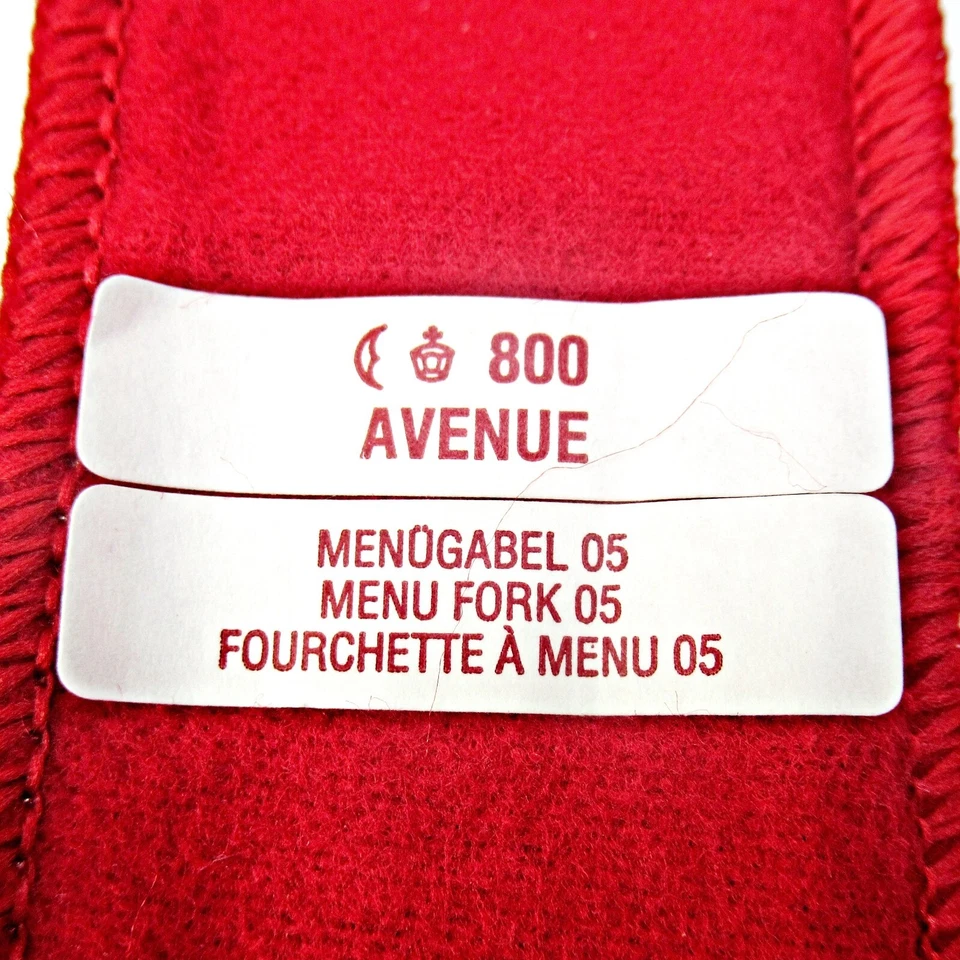 800
AVENUE
MENÜGABEL 05
MENU FORK 05
FOURCHETTE À MENU 05